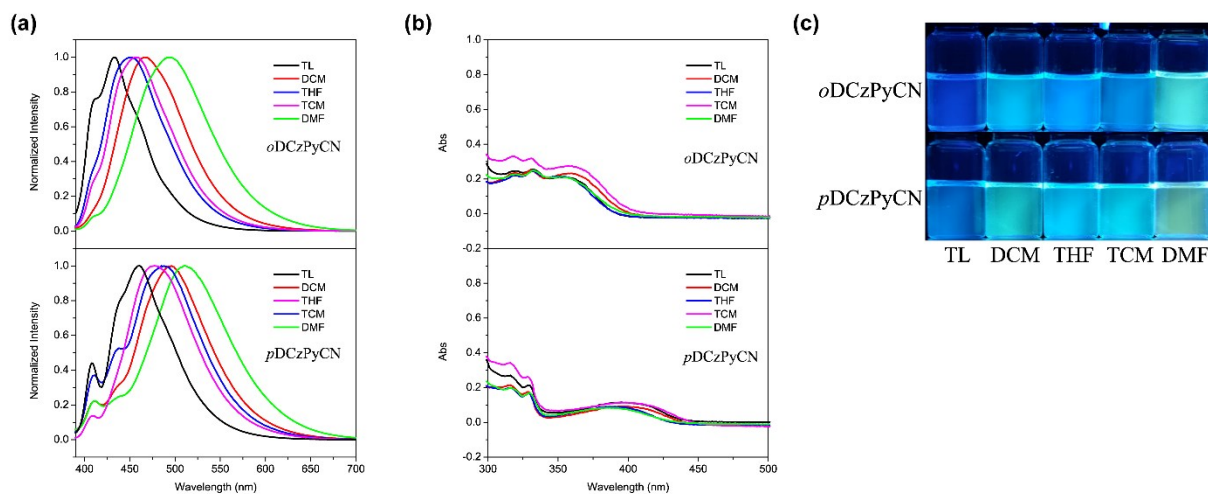 (a)
Normalized Intensity
1.0
0.8
0.6
0.4
0.2
0.0
TL
DCM
THF
TCM
DMF
oDCzPyCN
Normalized Intensity
1.0
0.8
0.6
0.4
0.2
0.0
TL
DCM
THF
TCM
DMF
pDCzPyCN
400 450 500 550 600 650 700
Wavelength (nm)
(b)
Abs
1.0
0.8
0.6
0.4
0.2
0.0
-0.2
TL
DCM
THF
TCM
DMF
oDCzPyCN
Abs
1.0
0.8
0.6
0.4
0.2
0.0
-0.2
TL
DCM
THF
TCM
DMF
pDCzPyCN
300 350 400 450 500
Wavelength (nm)
(c)
oDCzPyCN
pDCzPyCN
TL DCM THF TCM DMF